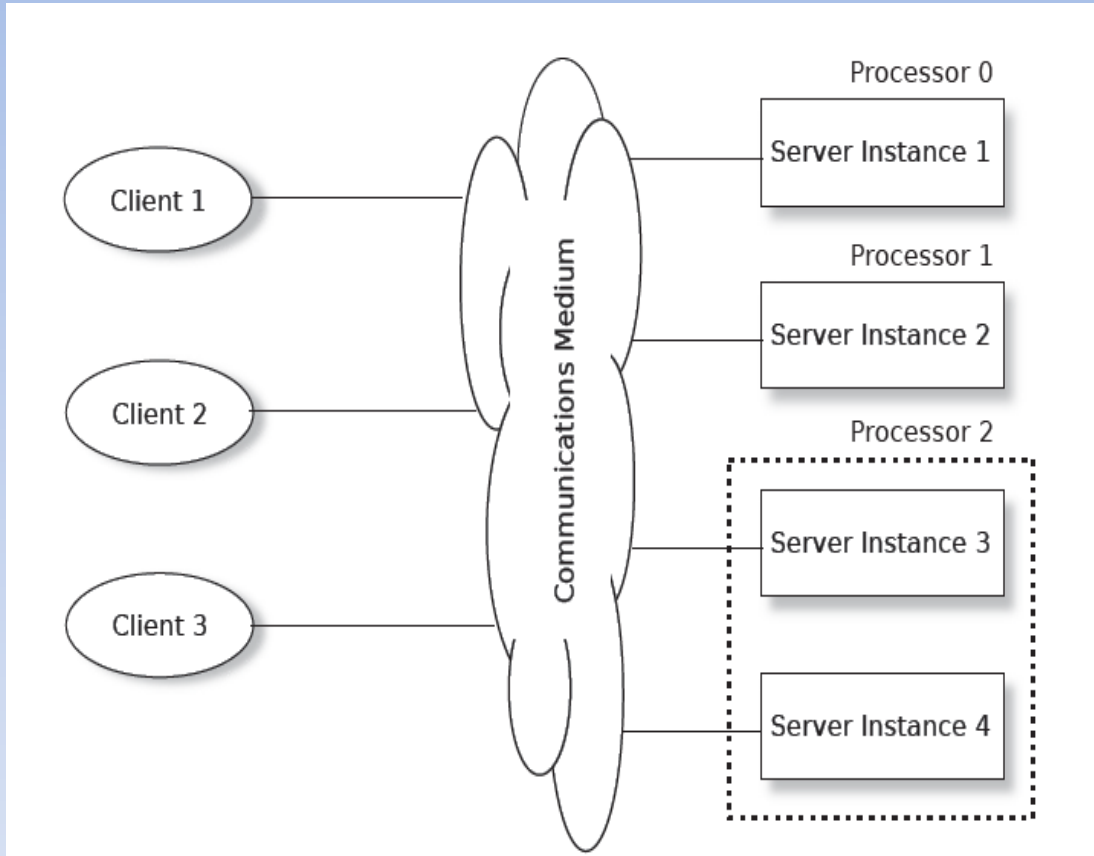 Processor 0
Server Instance 1
Client 1
Processor 1
Server Instance 2
Communications Medium
Client 2
Processor 2
Server Instance 3
Client 3
Server Instance 4